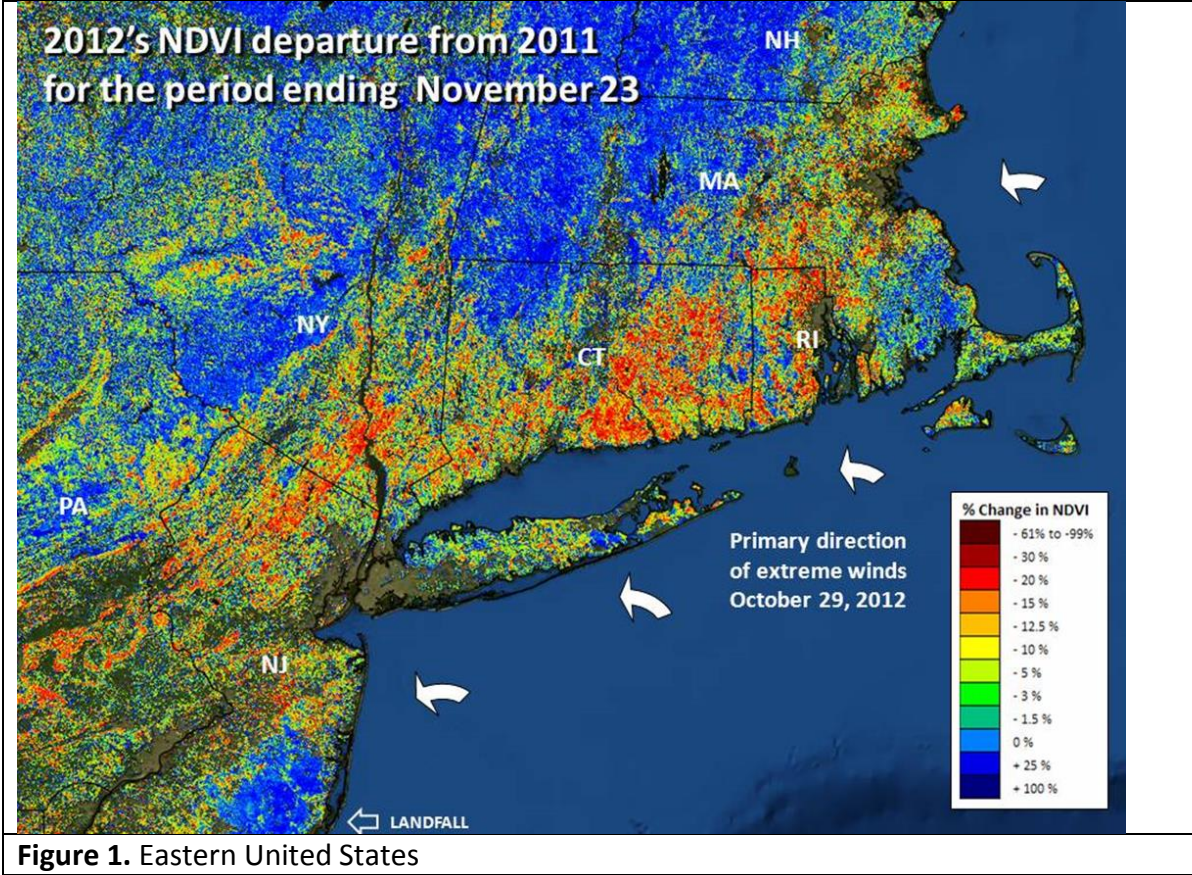 2012's NDVI departure from 2011
for the period ending November 23
NH
MA
NY
CT
RI
PA
NJ
Primary direction
of extreme winds
October 29, 2012
LANDFALL
% Change in NDVI
- 61% to -99%
- 30 %
- 20 %
- 15 %
- 12.5 %
- 10 %
- 5 %
- 3 %
- 1.5 %
0 %
+ 25 %
+ 100 %
Figure 1. Eastern United States